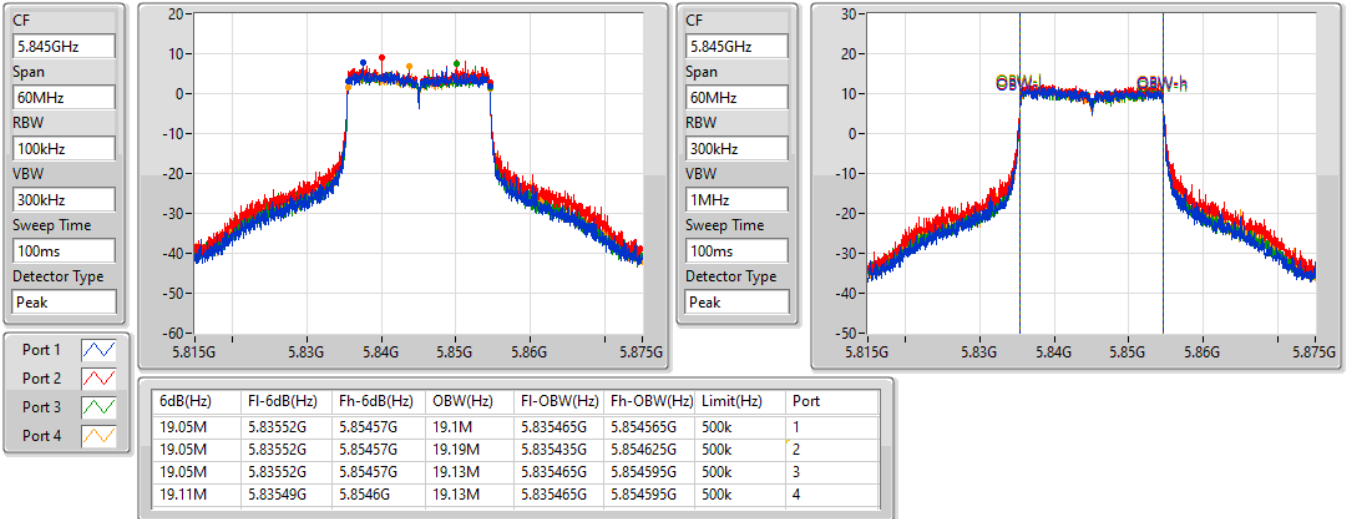 CF
5.845GHz
Span
60MHz
RBW
100kHz
VBW
300kHz
Sweep Time
100ms
Detector Type
Peak
20
10
0
-10
-20
-30
-40
-50
-60
5.815G 5.83G 5.84G 5.85G 5.86G 5.875G
CF
5.845GHz
Span
60MHz
RBW
300kHz
VBW
1MHz
Sweep Time
100ms
Detector Type
Peak
30
20
10
0
-10
-20
-30
-40
-50
OBW-l OBW-h
5.815G 5.83G 5.84G 5.85G 5.86G 5.875G
Port 1
Port 2
Port 3
Port 4
6dB(Hz) Fl-6dB(Hz) Fh-6dB(Hz) OBW(Hz) Fl-OBW(Hz) Fh-OBW(Hz) Limit(Hz) Port
19.05M 5.83552G 5.85457G 19.1M 5.835465G 5.854565G 500k 1
19.05M 5.83552G 5.85457G 19.19M 5.835435G 5.854625G 500k 2
19.05M 5.83552G 5.85457G 19.13M 5.835465G 5.854595G 500k 3
19.11M 5.83549G 5.8546G 19.13M 5.835465G 5.854595G 500k 4